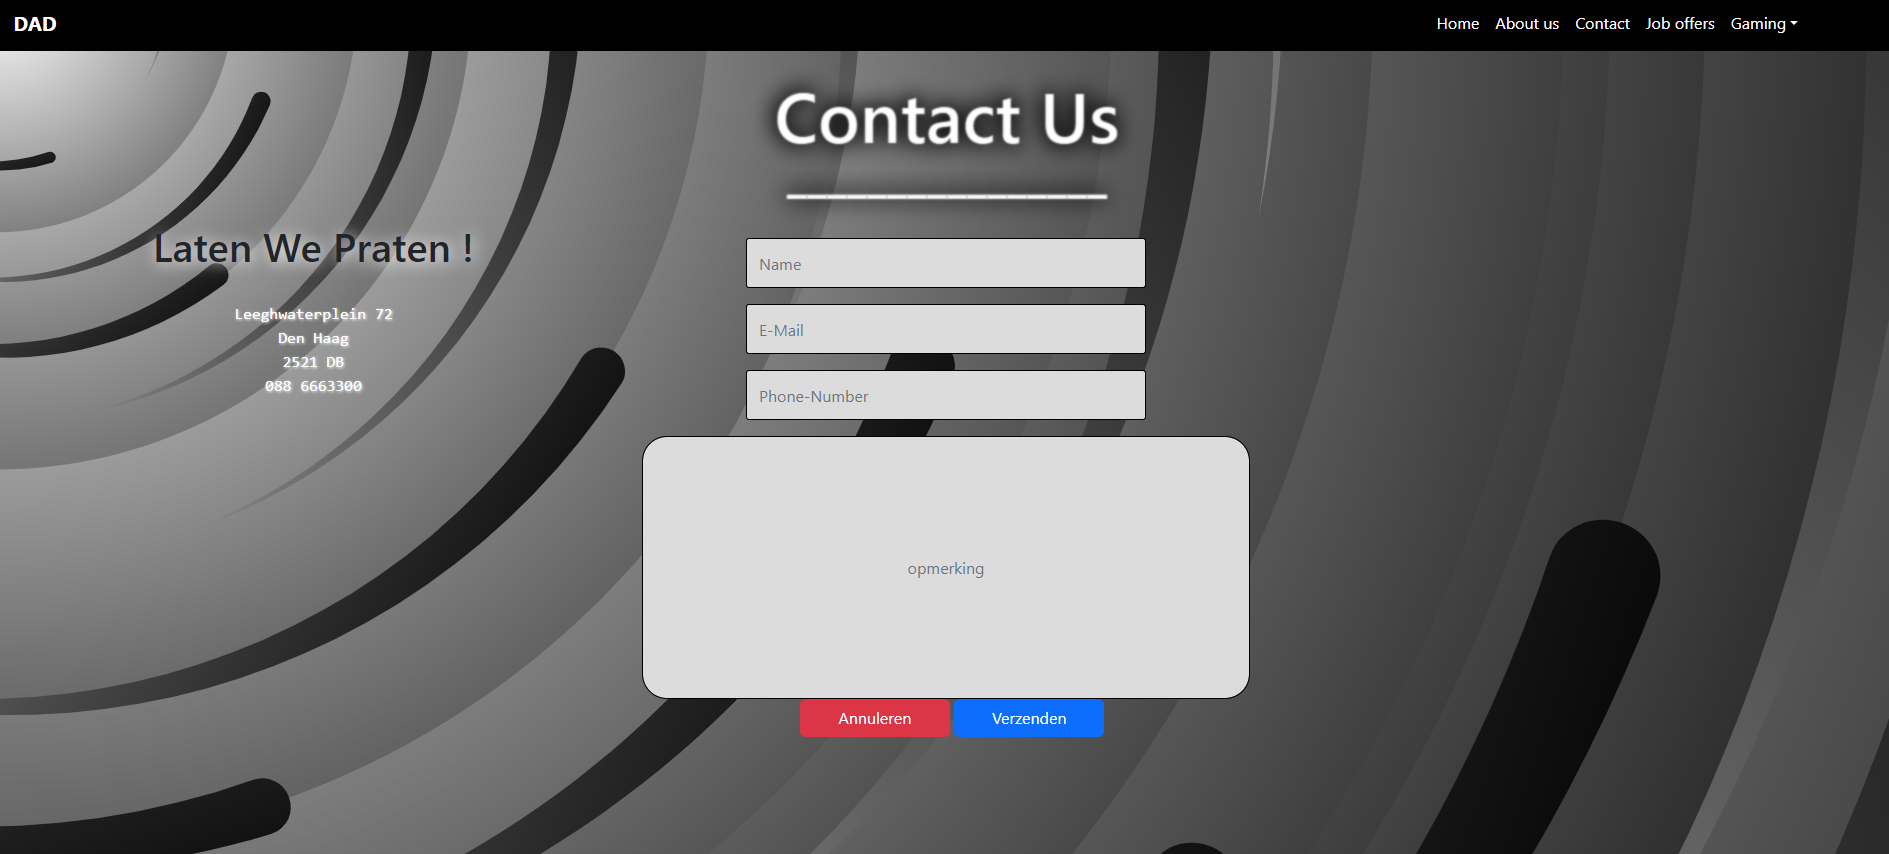 DAD
Home About us Contact Job offers Gaming
Contact Us
Laten We Praten !
Leeghwaterplein 72
Den Haag
2521 DB
088 6663300
Name
E-Mail
Phone-Number
opmerking
Annuleren Verzenden